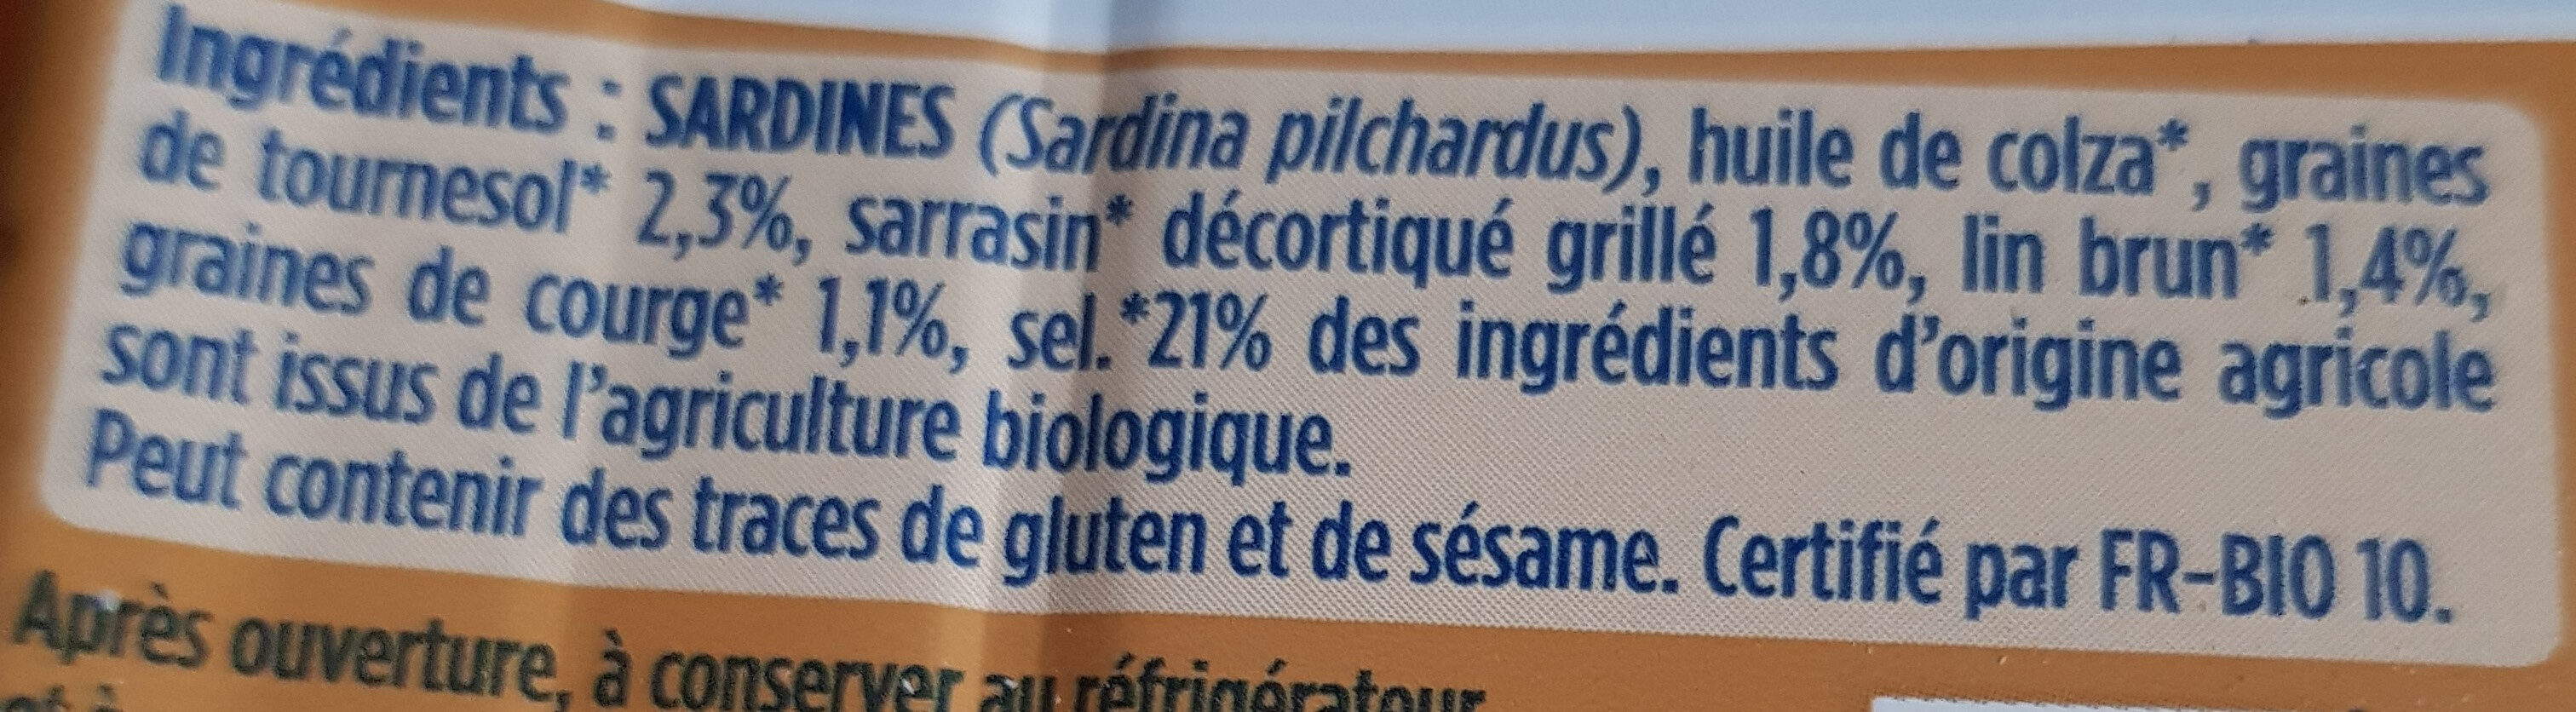 Ingrédients : SARDINES (Sardina pilchardus), huile de colza*, graines
de tournesol* 2,3%, sarrasin* décortiqué grillé 1,8%, lin brun* 1,4%,
graines de courge* 1,1%, sel. *21% des ingrédients d'origine agricole
sont issus de l'agriculture biologique.
Peut contenir des traces de gluten et de sésame. Certifié par FR-BIO 10.
Après ouverture, à conserver au réfrigérateur
et à